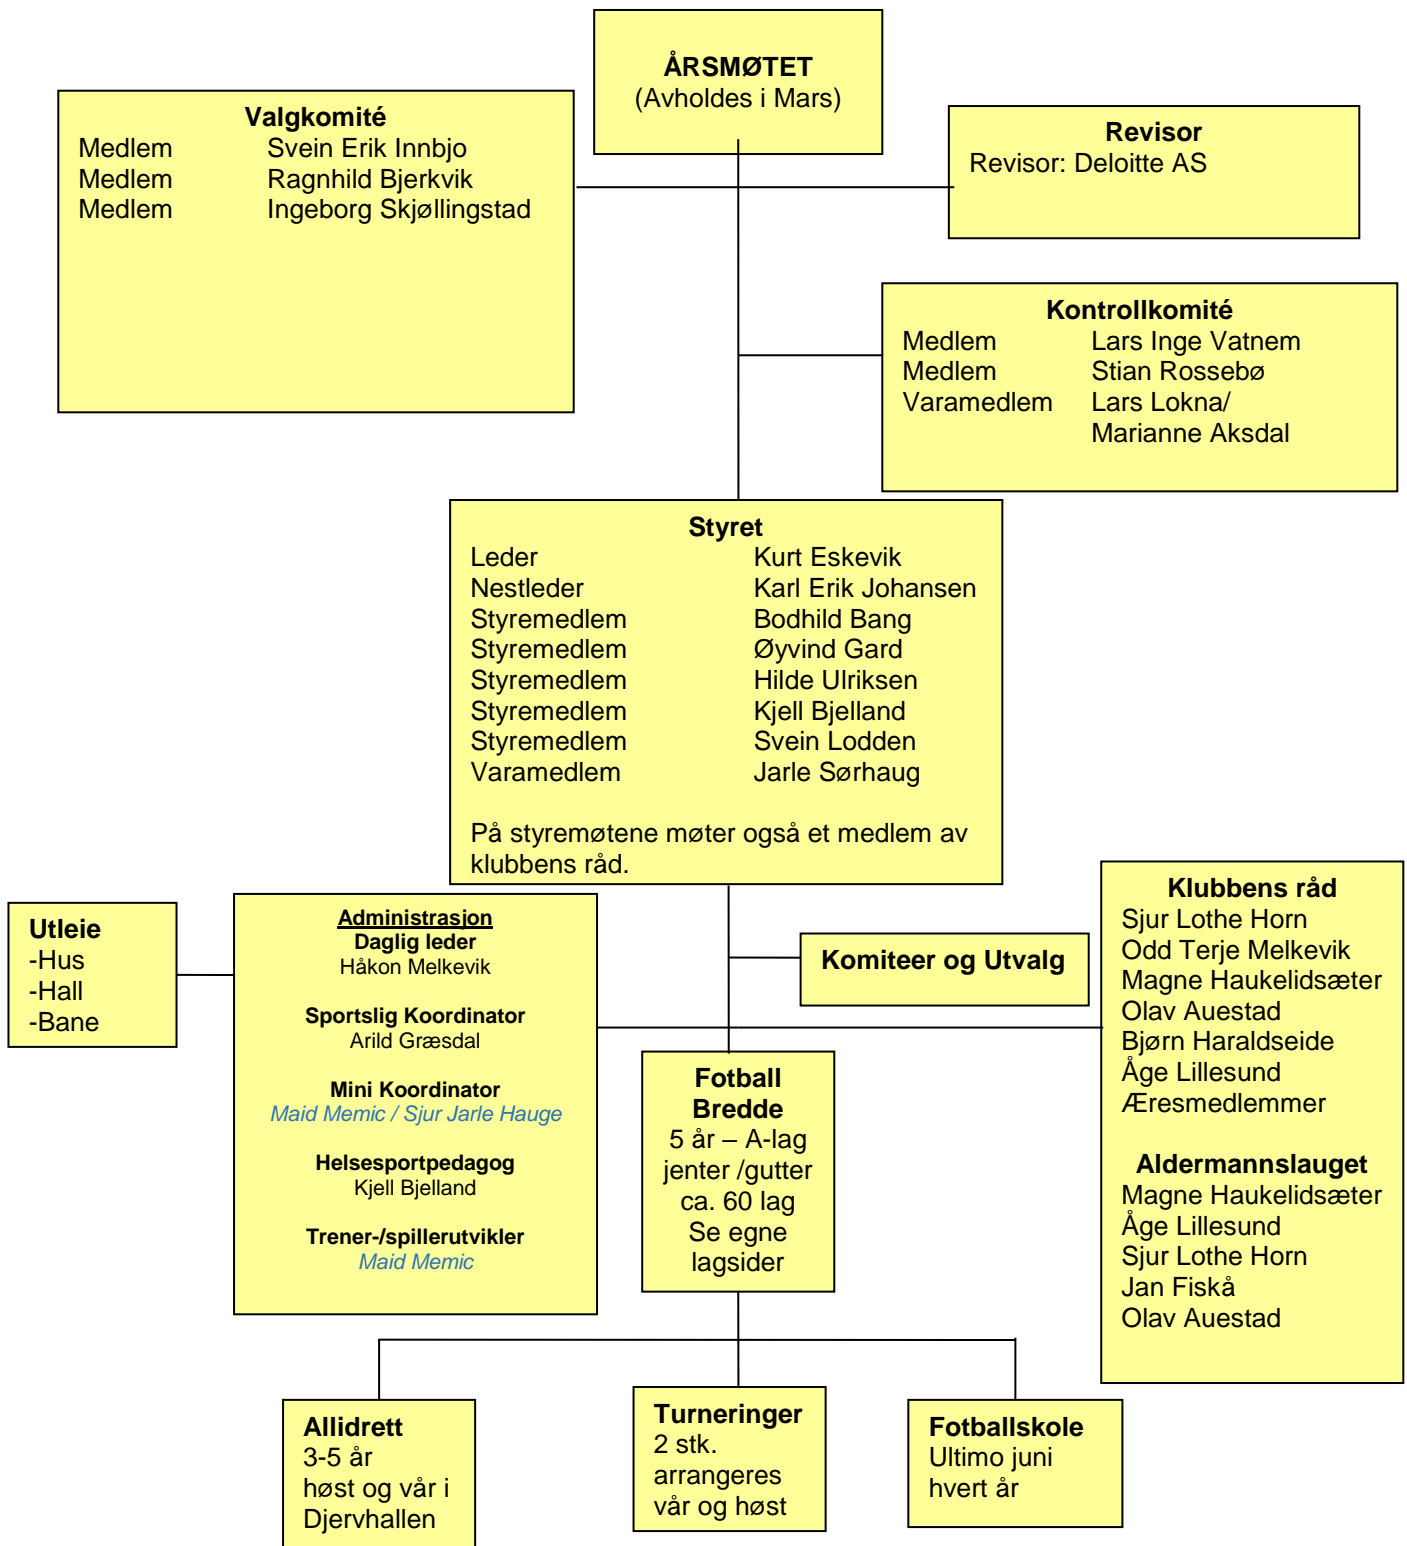 ÅRSMØTET
(Avholdes i Mars)
Valgkomité
Medlem Svein Erik Innbjo
Medlem Ragnhild Bjerkvik
Medlem Ingeborg Skjøllingstad
Revisor
Revisor: Deloitte AS
Kontrollkomité
Medlem Lars Inge Vatnem
Medlem Stian Rossebø
Varamedlem Lars Lokna/
Marianne Aksdal
Styret
Leder Kurt Eskevik
Nestleder Karl Erik Johansen
Styremedlem Bodhild Bang
Styremedlem Øyvind Gard
Styremedlem Hilde Ulriksen
Styremedlem Kjell Bjelland
Styremedlem Svein Lodden
Varamedlem Jarle Sørhaug
På styremøtene møter også et medlem av
klubbens råd.
Utleie
-Hus
-Hall
-Bane
Administrasjon
Daglig leder
Håkon Melkevik
Sportslig Koordinator
Arild Græsdal
Mini Koordinator
Maid Memic / Sjur Jarle Hauge
Helsesportpedagog
Kjell Bjelland
Trener-/spillerutvikler
Maid Memic
Komiteer og Utvalg
Klubbens råd
Sjur Lothe Horn
Odd Terje Melkevik
Magne Haukelidsæter
Olav Auestad
Bjørn Haraldseide
Åge Lillesund
Æresmedlemmer
Aldermannslauget
Magne Haukelidsæter
Åge Lillesund
Sjur Lothe Horn
Jan Fiskå
Olav Auestad
Fotball
Bredde
5 år – A-lag
jenter /gutter
ca. 60 lag
Se egne
lagsider
Allidrett
3-5 år
høst og vår i
Djervhallen
Turneringer
2 stk.
arrangeres
vår og høst
Fotballskole
Ultimo juni
hvert år